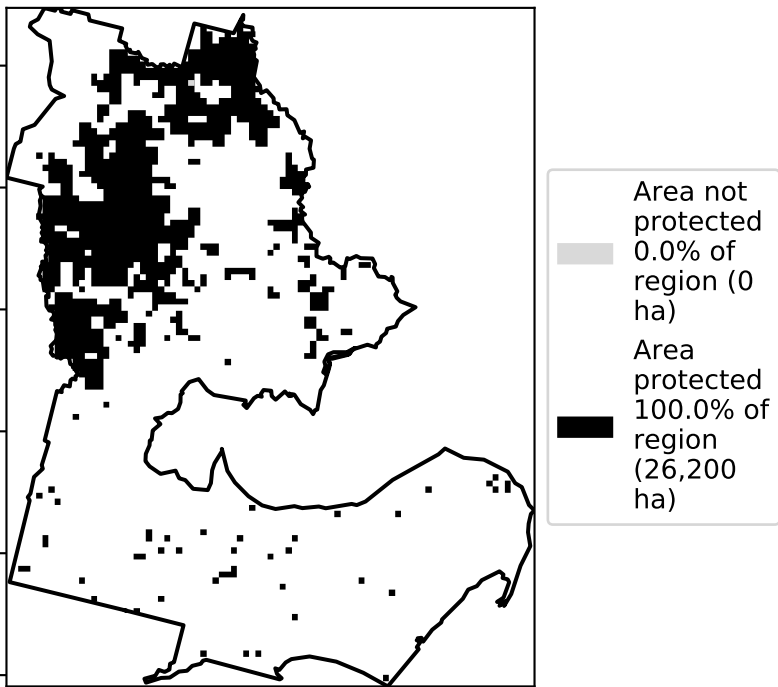 Area not
protected
0.0% of
region (0
ha)
Area
protected
100.0% of
region
(26,200
ha)